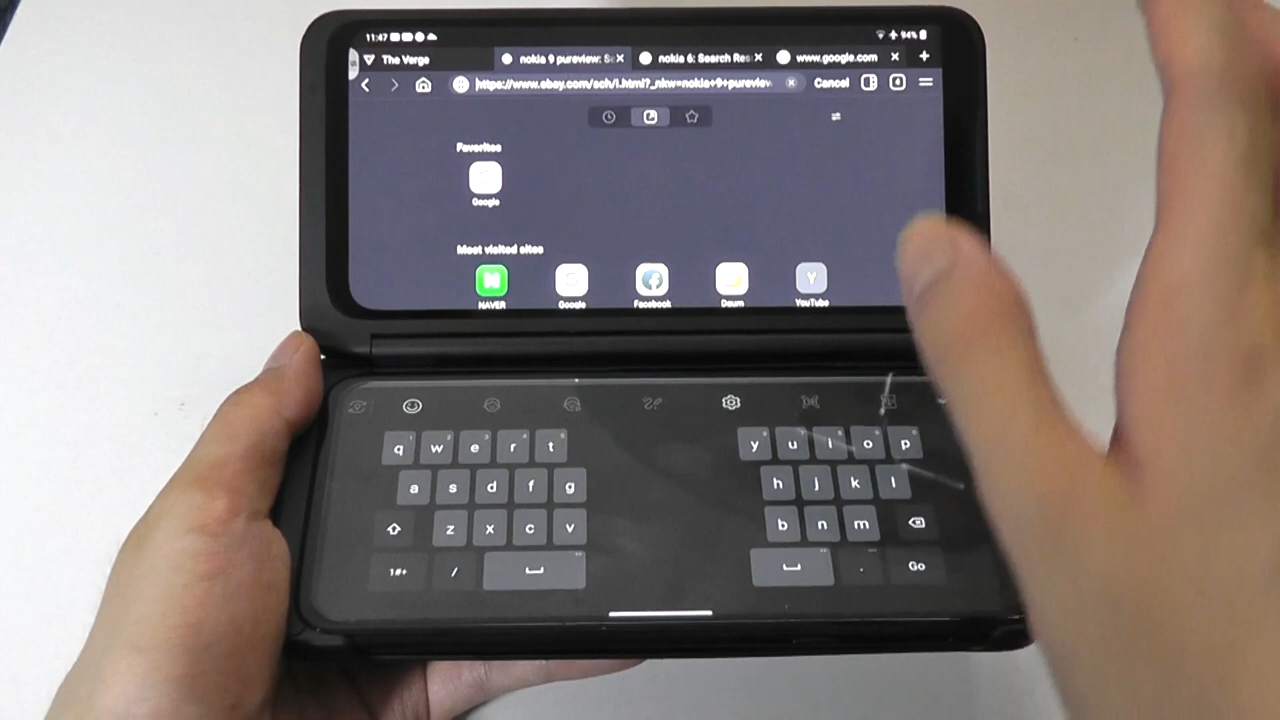 11:47 94%
The Verge nokia 9 pureview: Se nokia 6: Search Res www.google.com
https://www.ebay.com/sch/i.html?_nkw=nokia+9+pureview Cancel 4
Favorites
Google
Most visited sites
Y
NAVER Google Facebook Daum YouTube
q w e r t y u i o p
a s d f g h j k l
z x c v b n m
1#+ / . Go